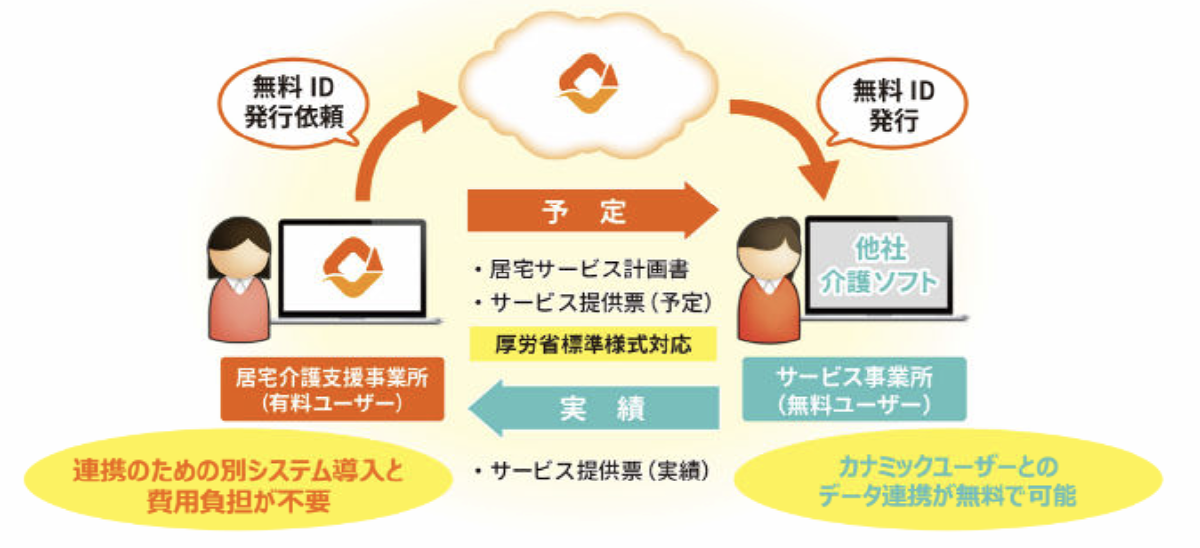 無料 ID
発行依頼
無料 ID
発行
予 定
・居宅サービス計画書
・サービス提供票（予定）
厚労省標準様式対応
他社
介護ソフト
居宅介護支援事業所
（有料ユーザー）
サービス事業所
（無料ユーザー）
実 績
・サービス提供票（実績）
連携のための別システム導入と
費用負担が不要
カナミックユーザーとの
データ連携が無料で可能